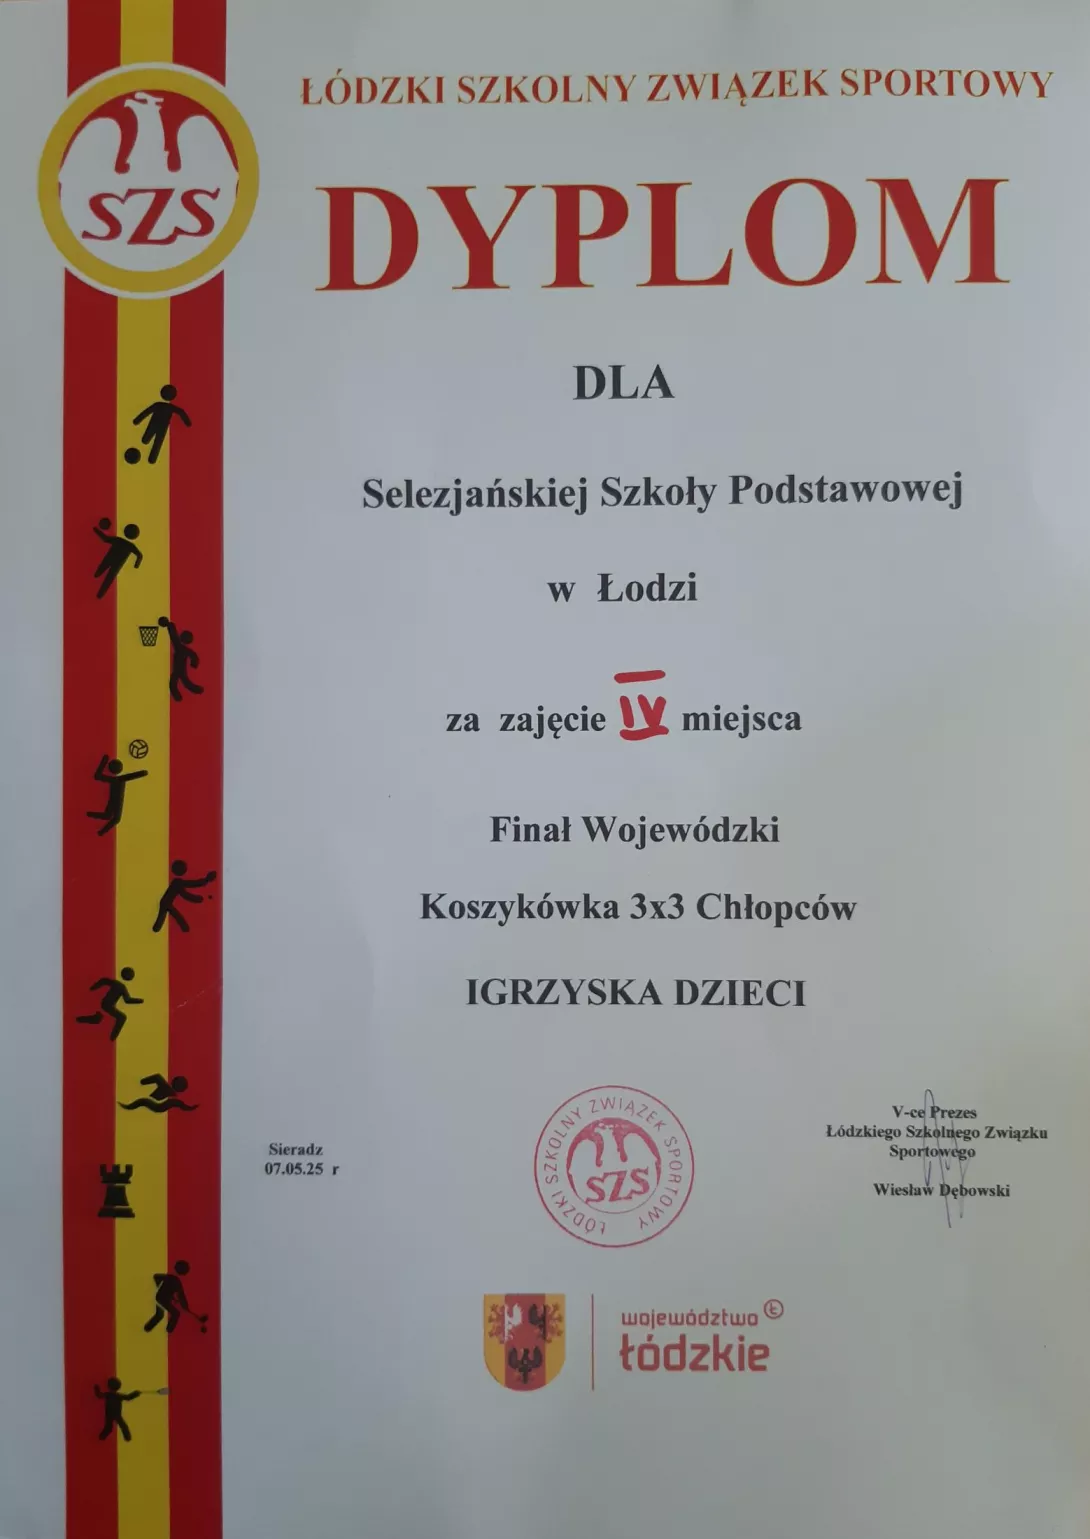 ŁÓDZKI SZKOLNY ZWIĄZEK SPORTOWY
SZS
DYPLOM
DLA
Selezjańskiej Szkoły Podstawowej
w Łodzi
za zajęcie IV miejsca
Finał Wojewódzki
Koszykówka 3x3 Chłopców
IGRZYSKA DZIECI
Sieradz
07.05.25 r
ŁÓDZKI SZKOLNY ZWIĄZEK SPORTOWY
SZS
V-ce Prezes
Łódzkiego Szkolnego Związku
Sportowego
Wiesław Dębowski
województwo Ł
łódzkie